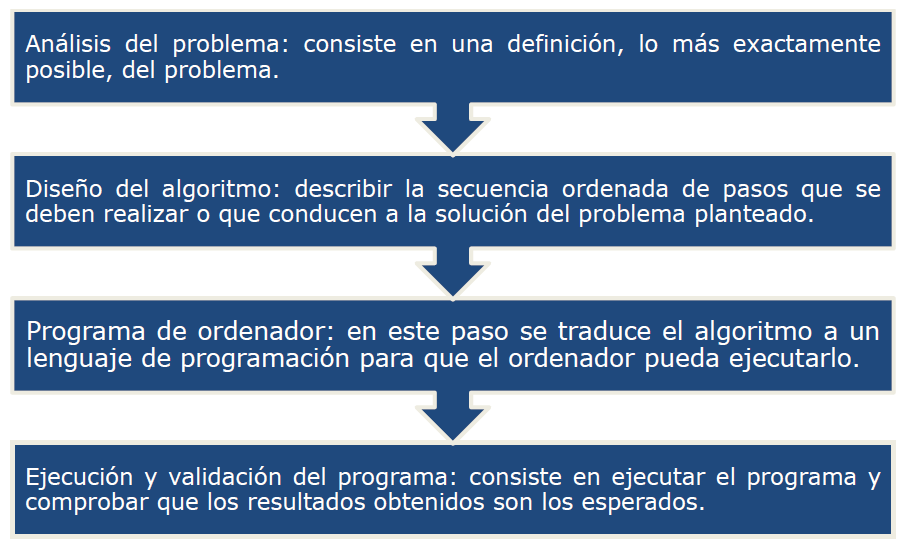 Análisis del problema: consiste en una definición, lo más exactamente
posible, del problema.
Diseño del algoritmo: describir la secuencia ordenada de pasos que se
deben realizar o que conducen a la solución del problema planteado.
Programa de ordenador: en este paso se traduce el algoritmo a un
lenguaje de programación para que el ordenador pueda ejecutarlo.
Ejecución y validación del programa: consiste en ejecutar el programa y
comprobar que los resultados obtenidos son los esperados.